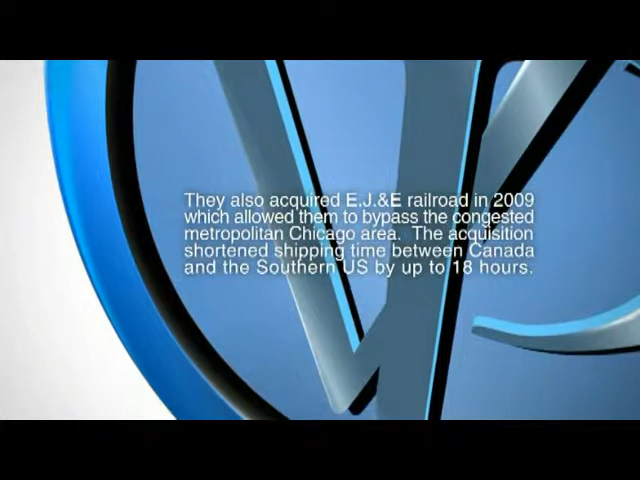 They also acquired E.J.&E railroad in 2009
which allowed them to bypass the congested
metropolitan Chicago area. The acquisition
shortened shipping time between Canada
and the Southern US by up to 18 hours.